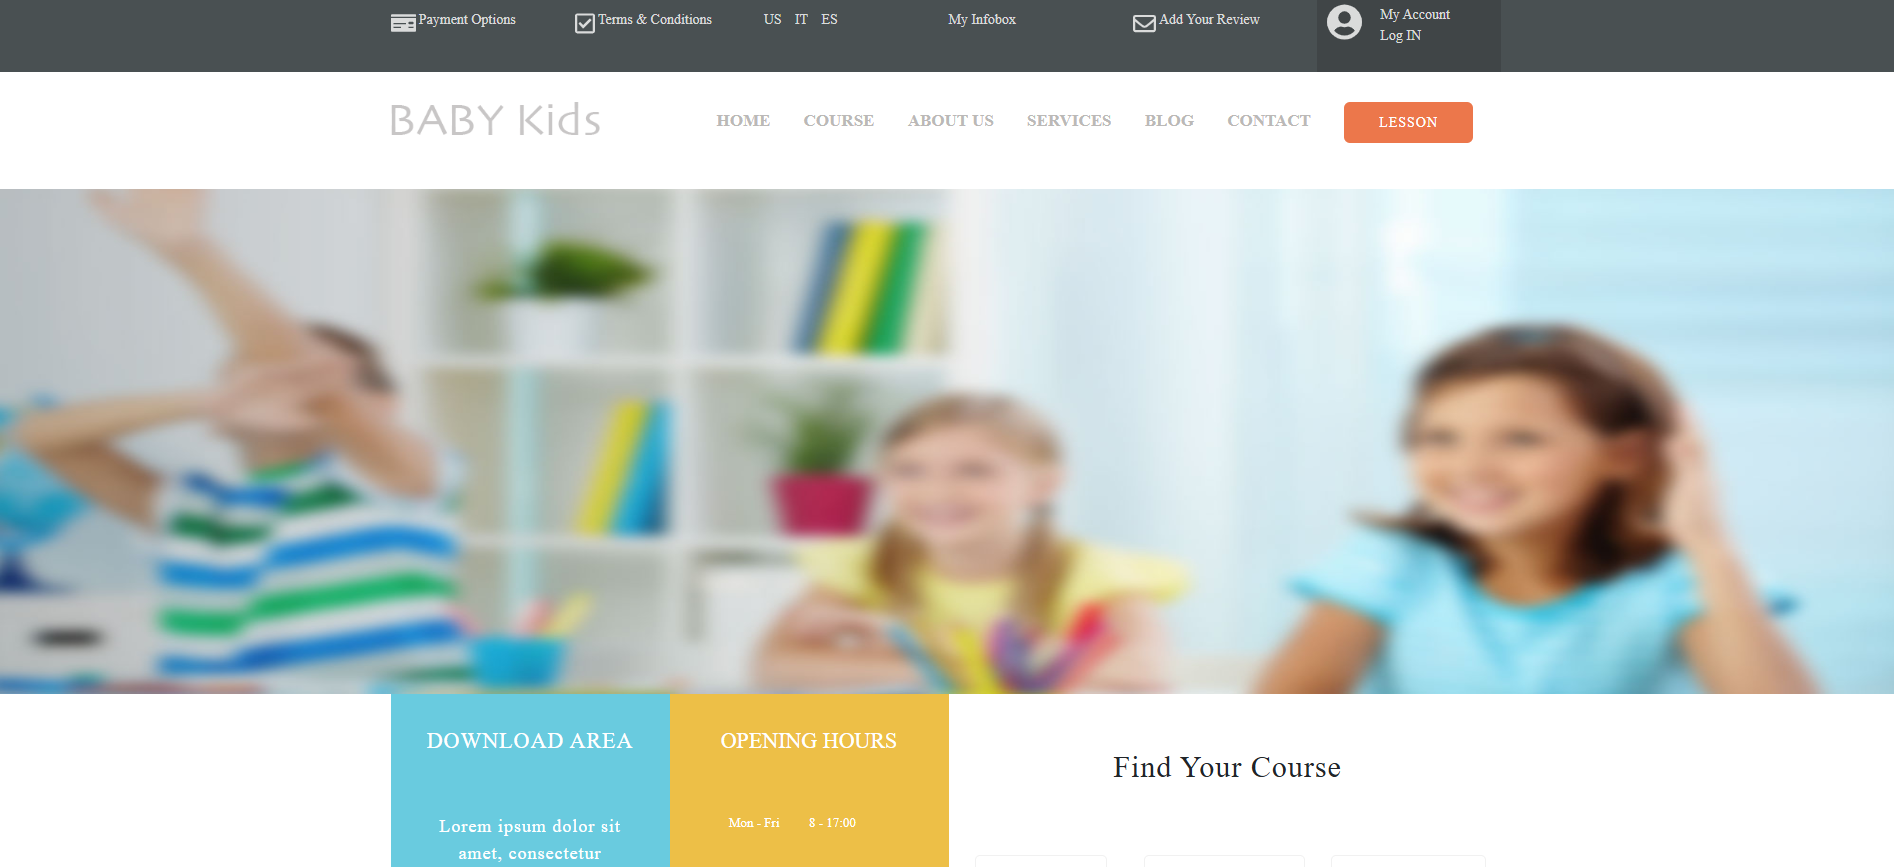 Payment Options
Terms & Conditions
US IT ES
My Infobox
Add Your Review
My Account
Log IN
BABY Kids
HOME COURSE ABOUT US SERVICES BLOG CONTACT LESSON
DOWNLOAD AREA
Lorem ipsum dolor sit
amet, consectetur
OPENING HOURS
Mon - Fri 8 - 17:00
Find Your Course